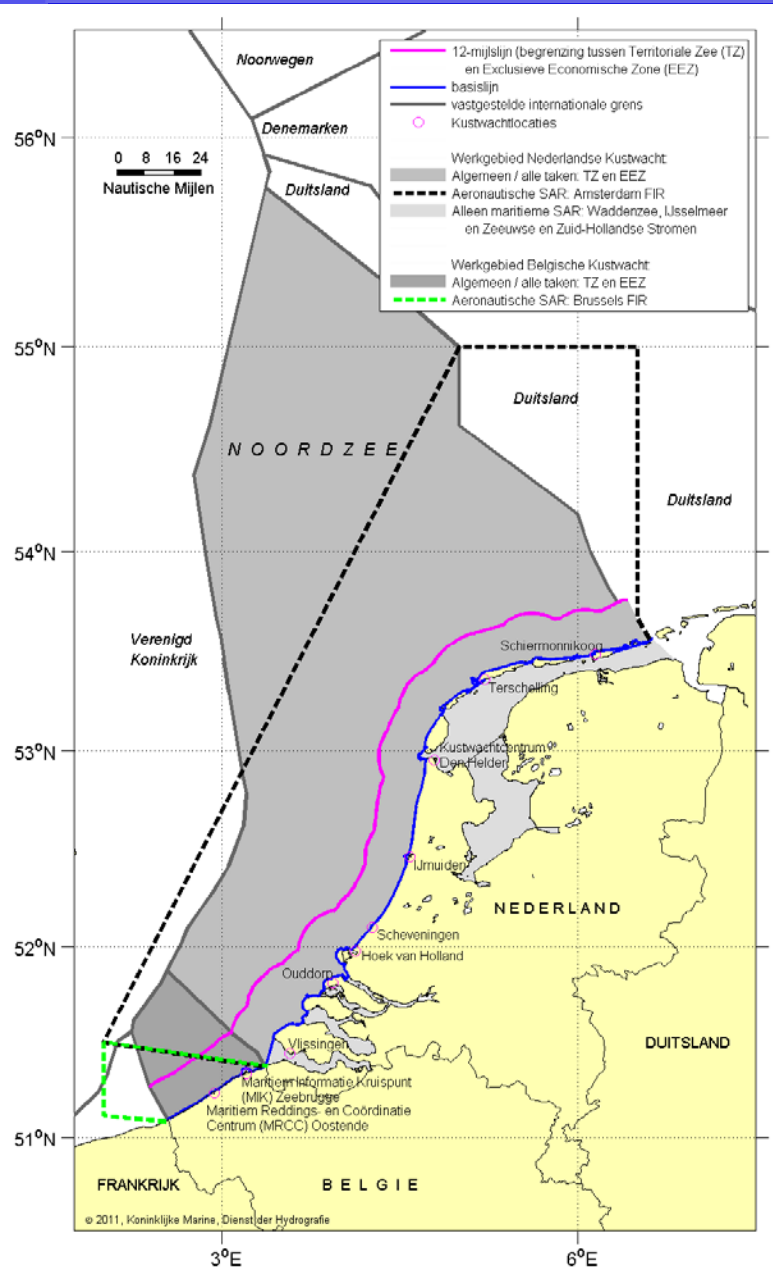 Noorwegen
Denemarken
Duitsland
12-mijlslijn (begrenzing tussen Territoriale Zee (TZ)
en Exclusieve Economische Zone (EEZ)
basislijn
vastgestelde internationale grens
Kustwachtlocaties
Werkgebied Nederlandse Kustwacht:
Algemeen / alle taken: TZ en EEZ
Aeronautische SAR: Amsterdam FIR
Alleen maritieme SAR: Waddenzee, IJsselmeer
en Zeeuwse en Zuid-Hollandse Stromen
Werkgebied Belgische Kustwacht:
Algemeen / alle taken: TZ en EEZ
Aeronautische SAR: Brussels FIR
56°N
0 8 16 24
Nautische Mijlen
55°N
Duitsland
NOORDZEE
Duitsland
54°N
Verenigd
Koninkrijk
Schiermonnikoog
Terschelling
53°N
Kustwachtcentrum
Den Helder
IJmuiden
NEDERLAND
52°N
Scheveningen
Hoek van Holland
Ouddorp
Vlissingen
DUITSLAND
Maritiem Informatie Kruispunt
(MIK) Zeebrugge
Maritiem Reddings- en Coördinatie
Centrum (MRCC) Oostende
51°N
FRANKRIJK
BELGIE
© 2011, Koninklijke Marine, Dienst der Hydrografie
3°E
6°E